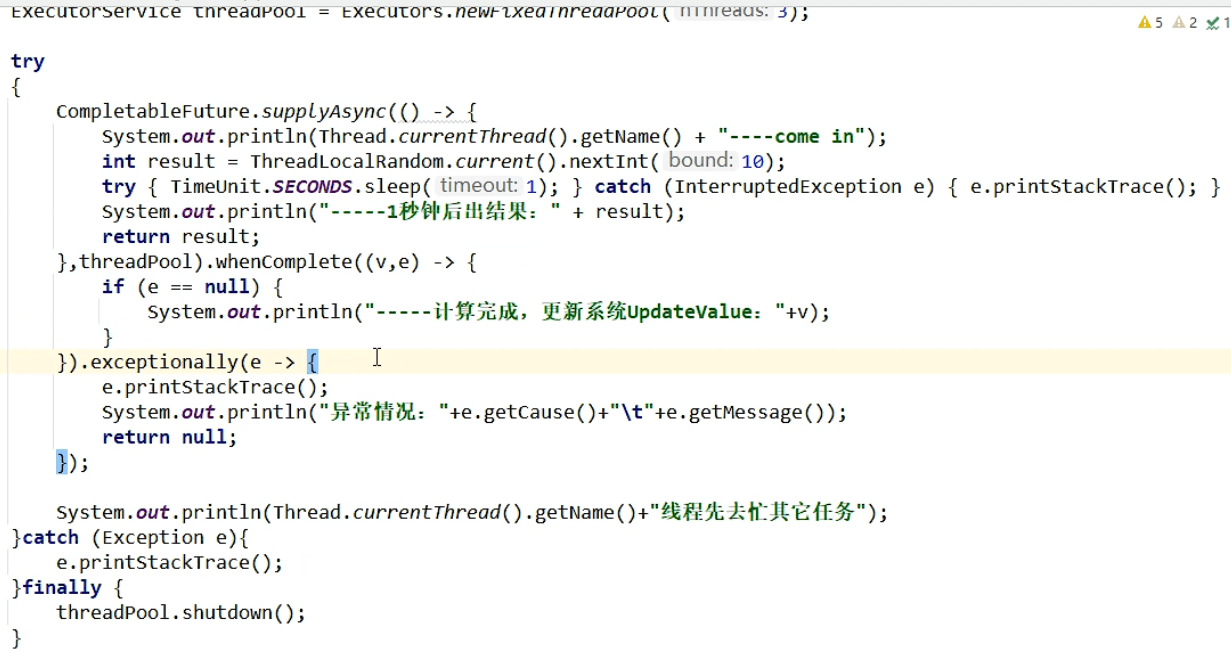 ExecutorService threadPool = Executors.newFixedThreadPool( nThreads: 3);
5 2 1
try
{
CompletableFuture.supplyAsync(() -> {
System.out.println(Thread.currentThread().getName() + "----come in");
int result = ThreadLocalRandom.current().nextInt( bound: 10);
try { TimeUnit.SECONDS.sleep( timeout: 1); } catch (InterruptedException e) { e.printStackTrace(); }
System.out.println("-----1秒钟后出结果：" + result);
return result;
},threadPool).whenComplete((v,e) -> {
if (e == null) {
System.out.println("-----计算完成，更新系统UpdateValue："+v);
}
}).exceptionally(e -> {
e.printStackTrace();
System.out.println("异常情况："+e.getCause()+"\t"+e.getMessage());
return null;
});
System.out.println(Thread.currentThread().getName()+"线程先去忙其它任务");
}catch (Exception e){
e.printStackTrace();
}finally {
threadPool.shutdown();
}